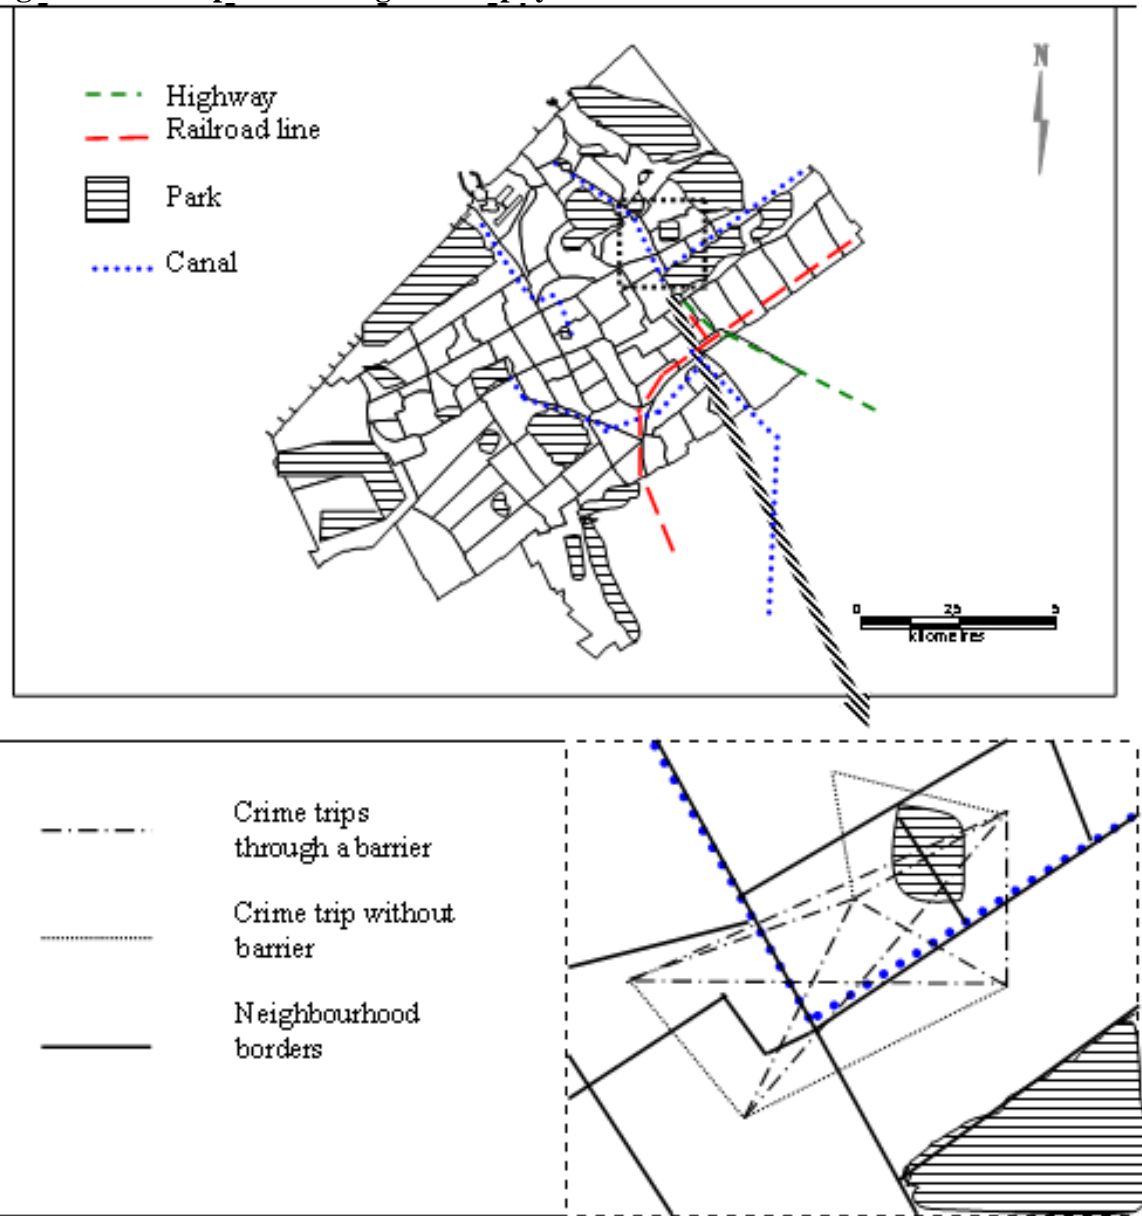 N
Highway
Railroad line
Park
Canal
0 2,5 5
kilometres
Crime trips
through a barrier
Crime trip without
barrier
Neighbourhood
borders